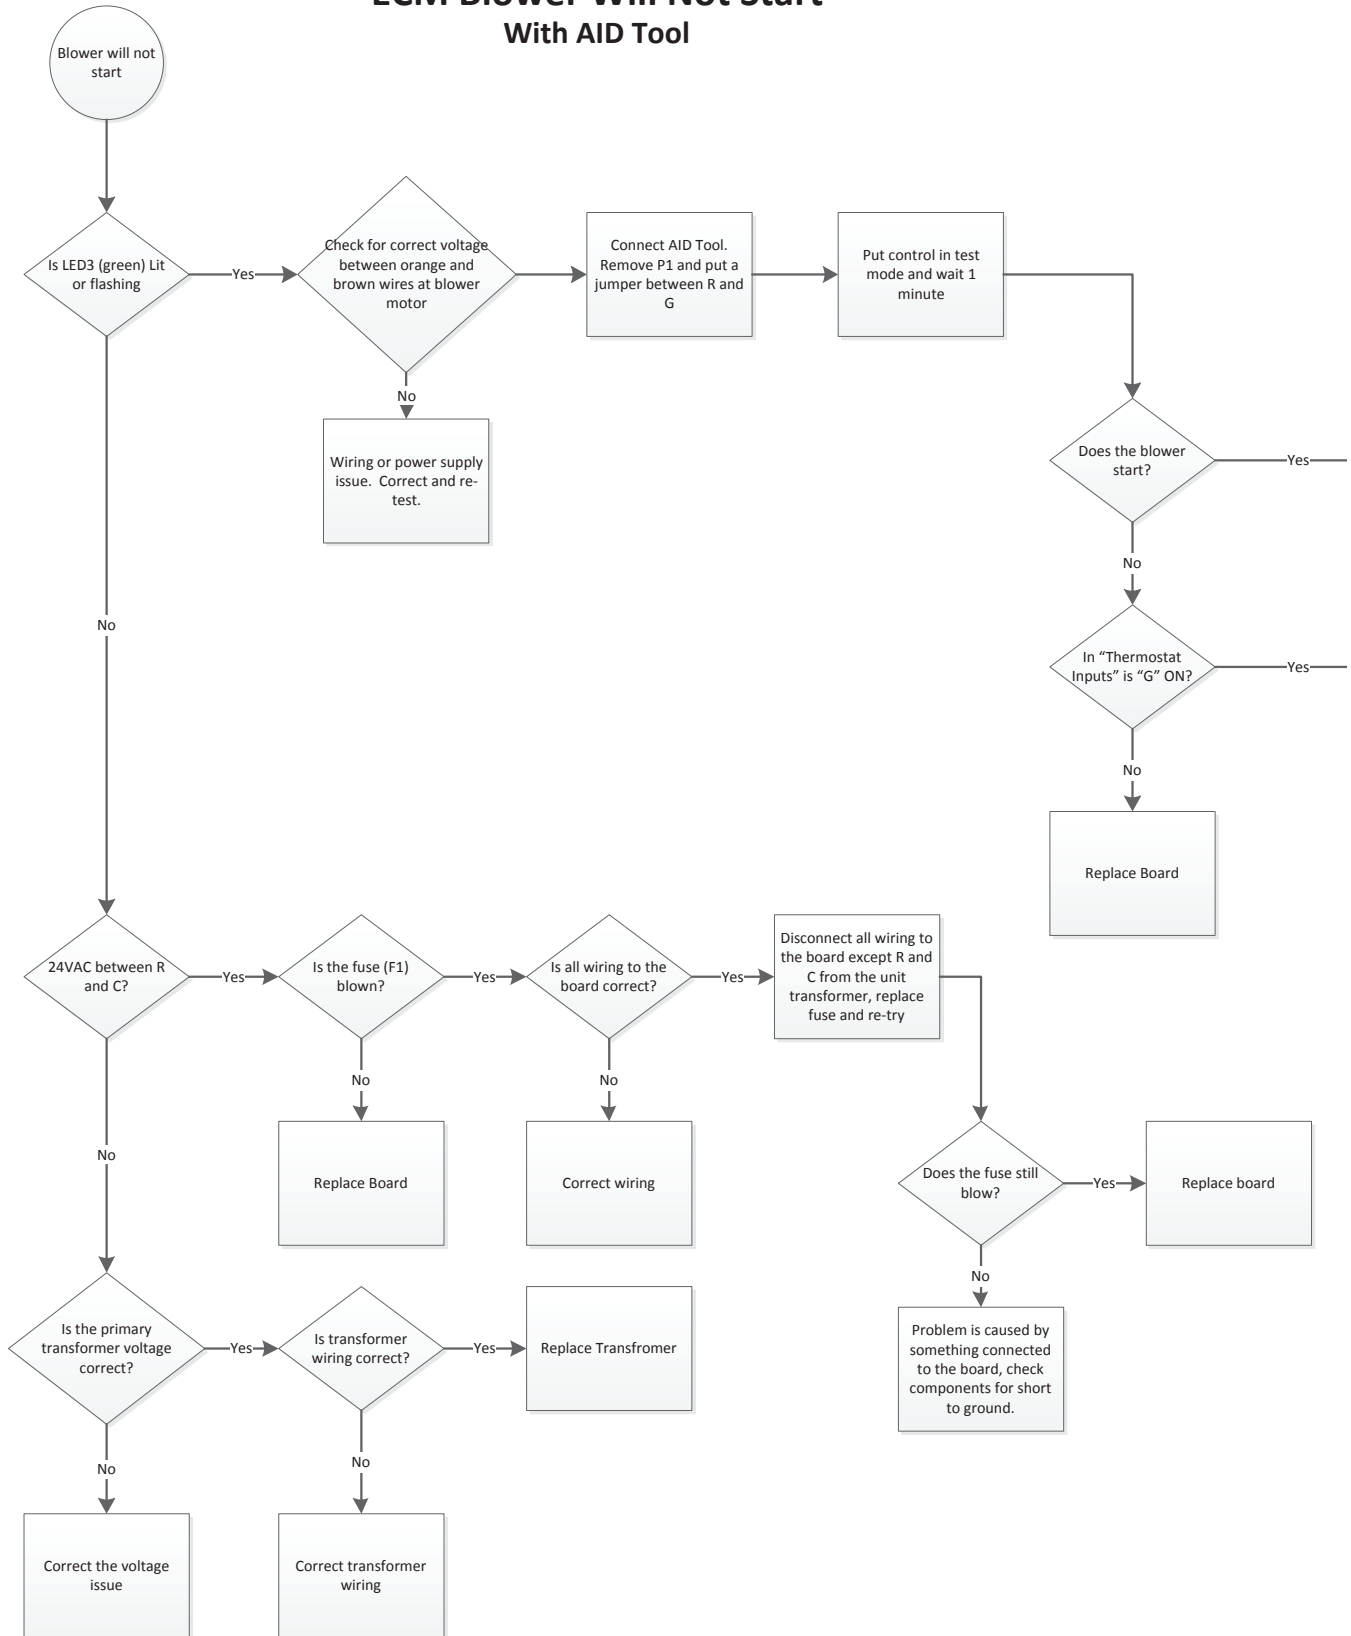 ECM Blower Will Not Start
With AID Tool
Blower will not
start
Is LED3 (green) Lit
or flashing
Yes
Check for correct voltage
between orange and
brown wires at blower
motor
Connect AID Tool.
Remove P1 and put a
jumper between R and
G
Put control in test
mode and wait 1
minute
No
Wiring or power supply
issue.  Correct and re-
test.
Does the blower
start?
Yes
No
No
In “Thermostat
Inputs” is “G” ON?
Yes
No
Replace Board
24VAC between R
and C?
Yes
Is the fuse (F1)
blown?
Yes
Is all wiring to the
board correct?
Yes
Disconnect all wiring to
the board except R and
C from the unit
transformer, replace
fuse and re-try
No
No
No
Replace Board
Correct wiring
Does the fuse still
blow?
Yes
Replace board
No
Problem is caused by
something connected
to the board, check
components for short
to ground.
Is the primary
transformer voltage
correct?
Yes
Is transformer
wiring correct?
Yes
Replace Transfromer
No
No
Correct the voltage
issue
Correct transformer
wiring